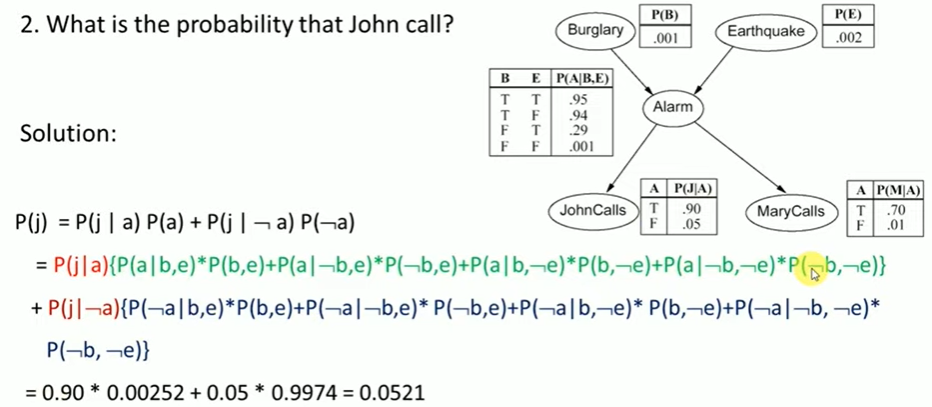 2. What is the probability that John call?
Burglary
P(B)
.001
Earthquake
P(E)
.002
B E P(A|B,E)
T T .95
T F .94
F T .29
F F .001
Alarm
Solution:
JohnCalls
A P(J|A)
T .90
F .05
MaryCalls
A P(M|A)
T .70
F .01
P(j) = P(j | a) P(a) + P(j | ¬ a) P(¬a)
= P(j|a){P(a|b,e)*P(b,e)+P(a|¬b,e)*P(¬b,e)+P(a|b,¬e)*P(b,¬e)+P(a|¬b,¬e)*P(¬b,¬e)}
+ P(j|¬a){P(¬a|b,e)*P(b,e)+P(¬a|¬b,e)* P(¬b,e)+P(¬a|b,¬e)* P(b,¬e)+P(¬a|¬b, ¬e)*
P(¬b, ¬e)}
= 0.90 * 0.00252 + 0.05 * 0.9974 = 0.0521